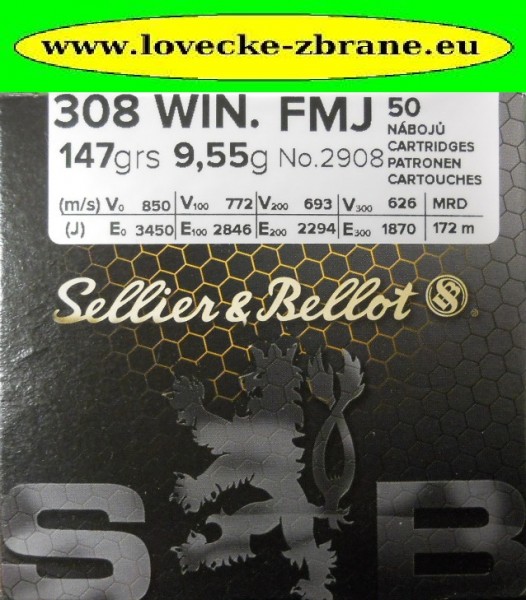 www.lovecke-zbrane.eu
308 WIN. FMJ 50
NÁBOJŮ
CARTRIDGES
147grs 9,55g No.2908 PATRONEN
CARTOUCHES
(m/s) V0 850 V100 772 V200 693 V300 626 MRD
(J) E0 3450 E100 2846 E200 2294 E300 1870 172 m
Sellier & Bellot SB ®
S B